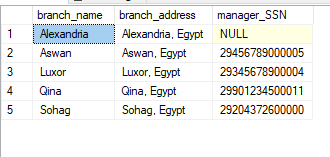 branch_name branch_address manager_SSN
1 Alexandria Alexandria, Egypt NULL
2 Aswan Aswan, Egypt 29456789000005
3 Luxor Luxor, Egypt 29345678900004
4 Qina Qina, Egypt 29901234500011
5 Sohag Sohag, Egypt 29204372600000